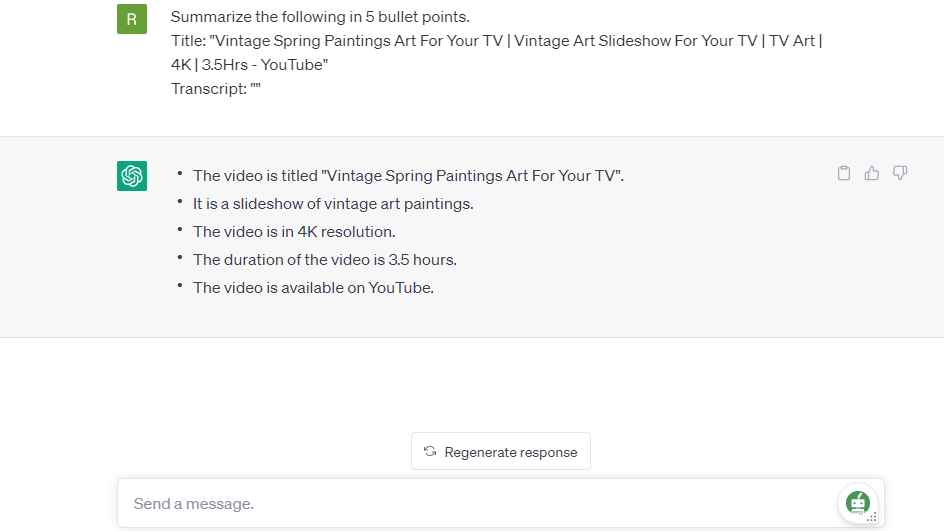 R
Summarize the following in 5 bullet points.
Title: "Vintage Spring Paintings Art For Your TV | Vintage Art Slideshow For Your TV | TV Art |
4K | 3.5Hrs - YouTube"
Transcript: ""
• The video is titled "Vintage Spring Paintings Art For Your TV".
• It is a slideshow of vintage art paintings.
• The video is in 4K resolution.
• The duration of the video is 3.5 hours.
• The video is available on YouTube.
Regenerate response
Send a message.